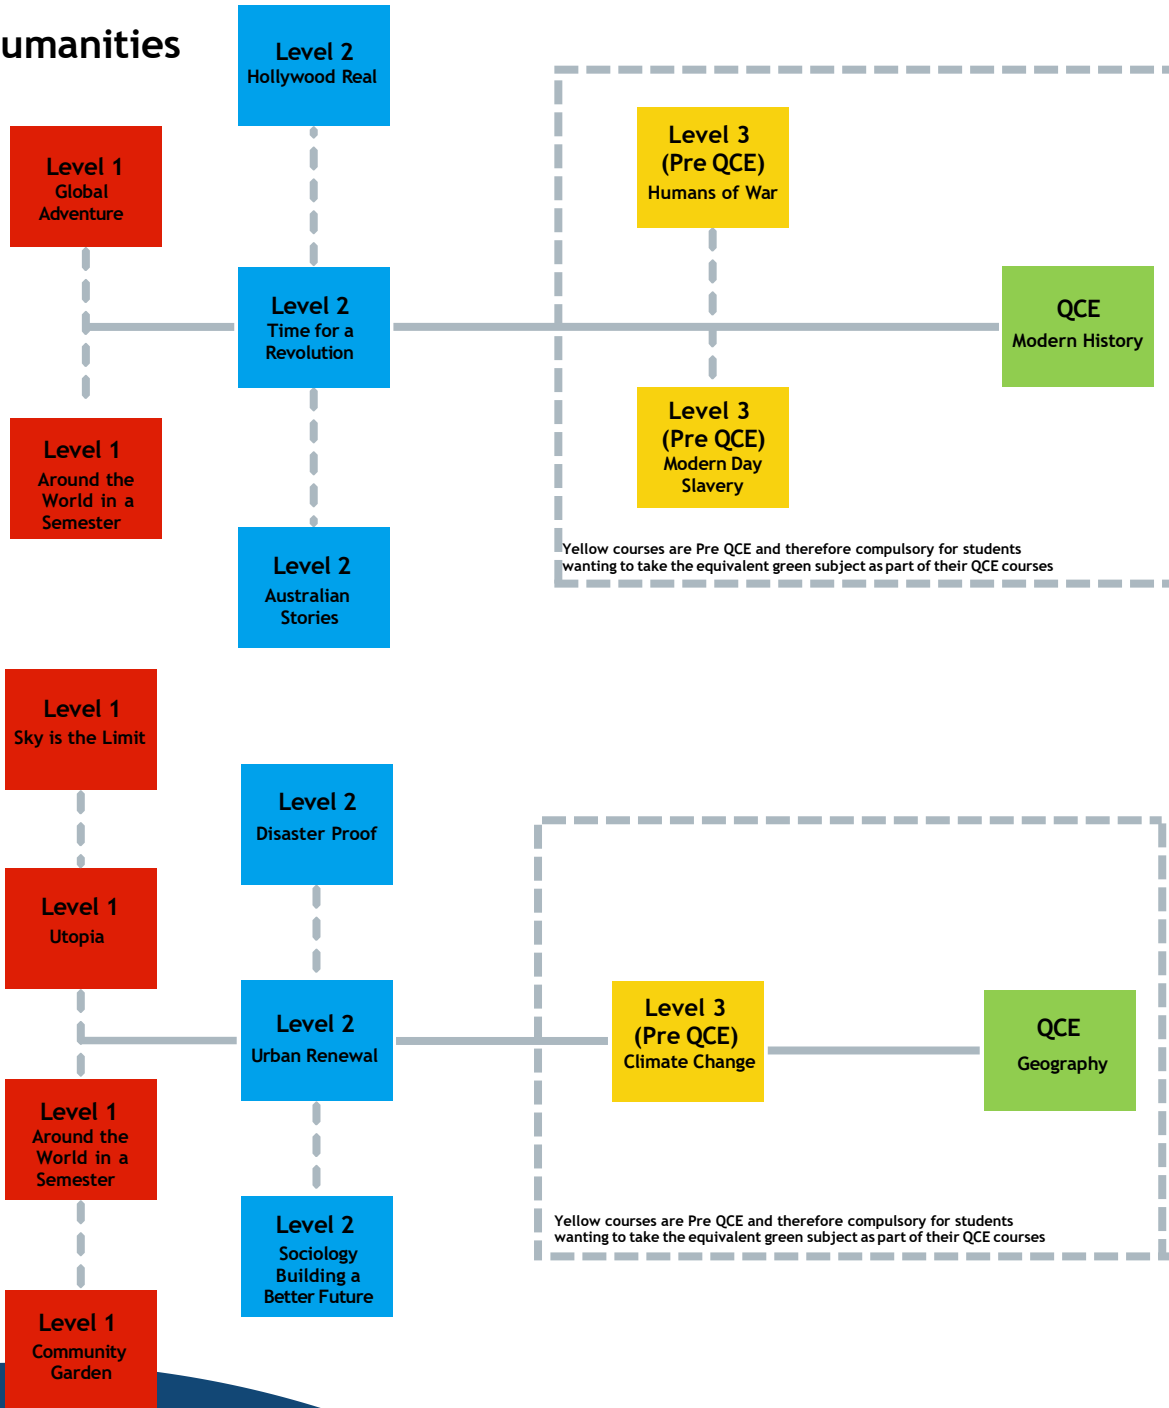 umanities
Level 2
Hollywood Real
Level 1
Global
Adventure
Level 3
(Pre QCE)
Humans of War
Level 2
Time for a
Revolution
QCE
Modern History
Level 1
Around the
World in a
Semester
Level 3
(Pre QCE)
Modern Day
Slavery
Level 2
Australian
Stories
Yellow courses are Pre QCE and therefore compulsory for students
wanting to take the equivalent green subject as part of their QCE courses
Level 1
Sky is the Limit
Level 2
Disaster Proof
Level 1
Utopia
Level 2
Urban Renewal
Level 3
(Pre QCE)
Climate Change
QCE
Geography
Level 1
Around the
World in a
Semester
Level 2
Sociology
Building a
Better Future
Yellow courses are Pre QCE and therefore compulsory for students
wanting to take the equivalent green subject as part of their QCE courses
Level 1
Community
Garden